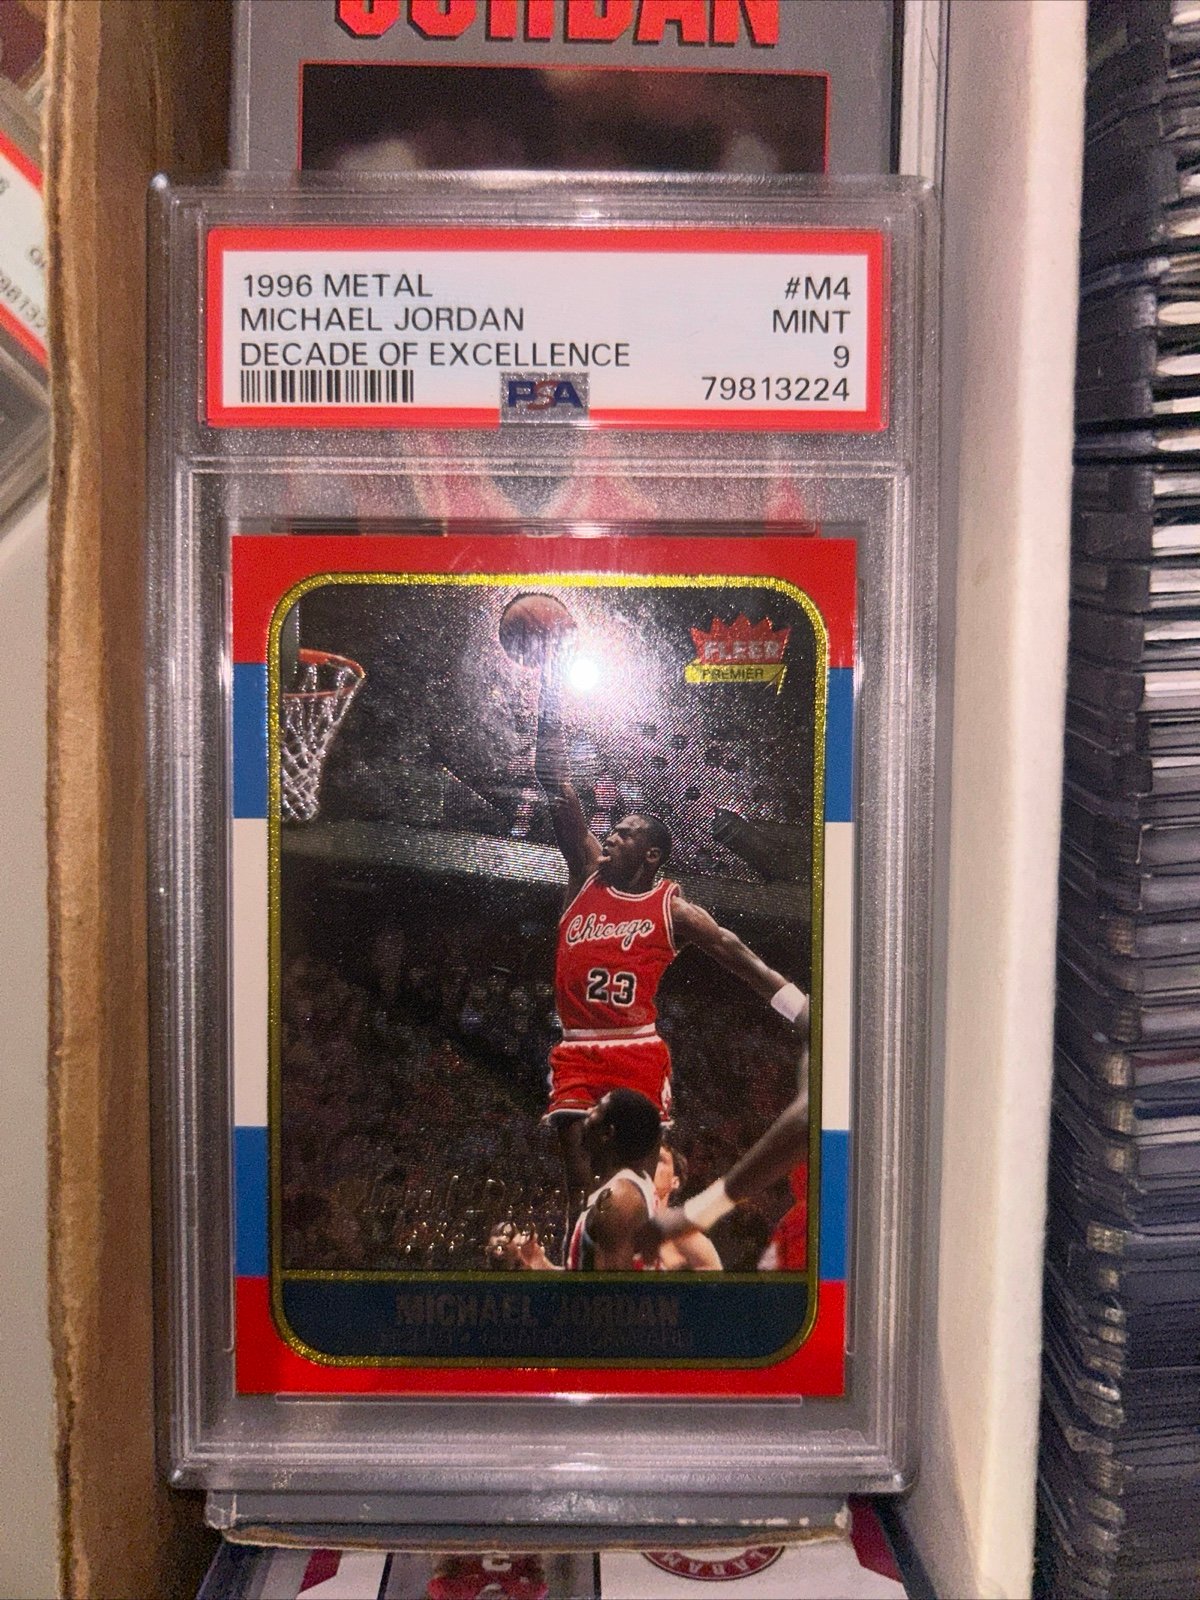 JORDAN
1996 METAL #M4
MICHAEL JORDAN MINT
DECADE OF EXCELLENCE 9
PSA 79813224
FLEER
PREMIER
Chicago
23
MICHAEL JORDAN